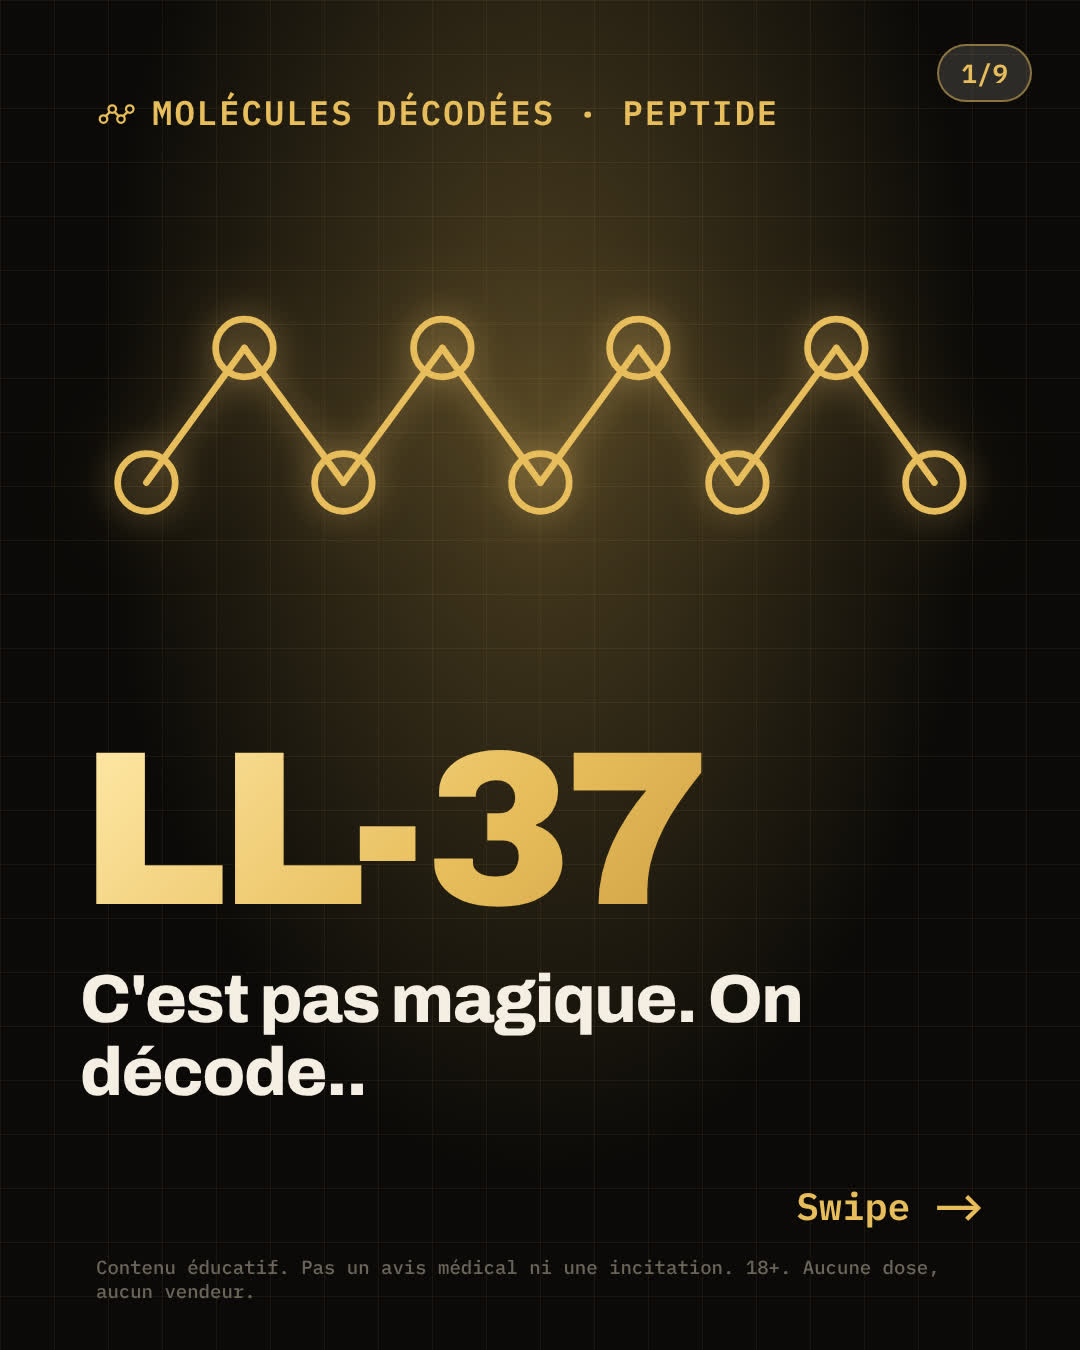 1/9
MOLÉCULES DÉCODÉES · PEPTIDE
LL-37
C'est pas magique. On
décode..
Swipe →
Contenu éducatif. Pas un avis médical ni une incitation. 18+. Aucune dose,
aucun vendeur.